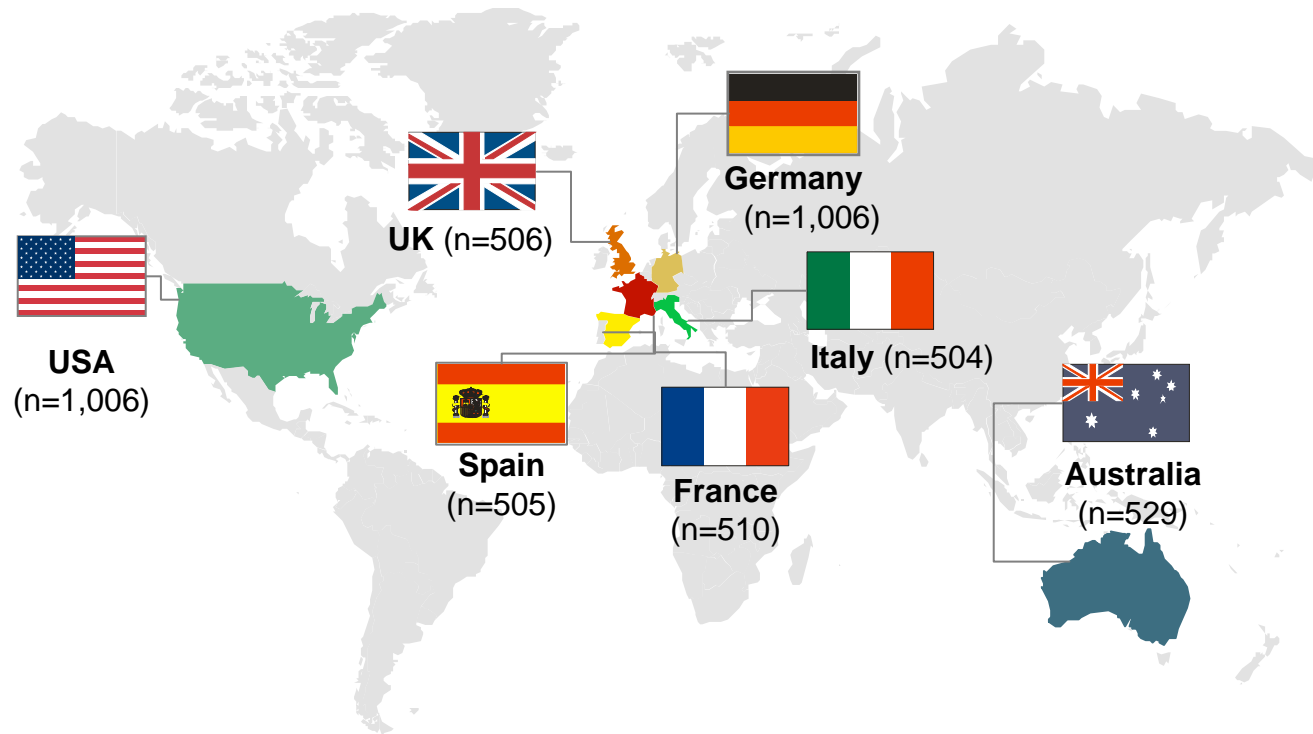 Germany
(n=1,006)
UK (n=506)
USA
(n=1,006)
Italy (n=504)
Spain
(n=505)
France
(n=510)
Australia
(n=529)